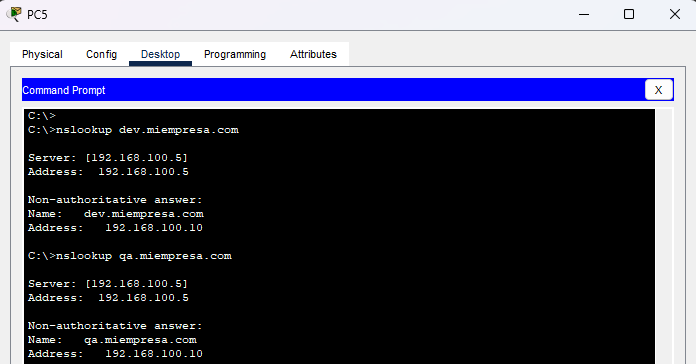 PC5
Physical Config Desktop Programming Attributes
Command Prompt X
C:\>
C:\>nslookup dev.miempresa.com
Server: [192.168.100.5]
Address:  192.168.100.5
Non-authoritative answer:
Name:   dev.miempresa.com
Address:   192.168.100.10
C:\>nslookup qa.miempresa.com
Server: [192.168.100.5]
Address:  192.168.100.5
Non-authoritative answer:
Name:   qa.miempresa.com
Address:   192.168.100.10